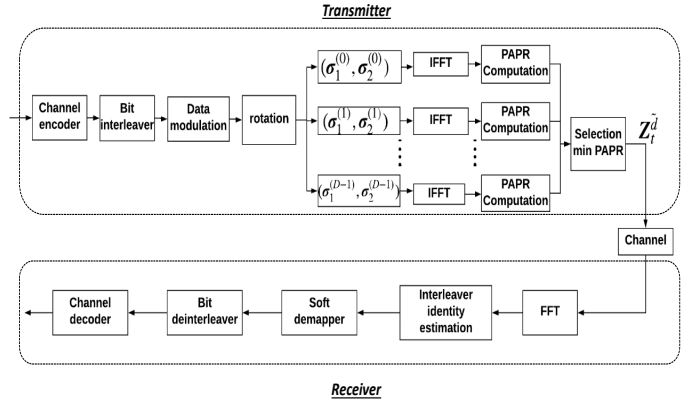 Transmitter
Channel
encoder
Bit
interleaver
Data
modulation
rotation
(σ₁⁽⁰⁾, σ₂⁽⁰⁾)
IFFT
PAPR
Computation
(σ₁⁽¹⁾, σ₂⁽¹⁾)
IFFT
PAPR
Computation
(σ₁⁽ᴰ⁻¹⁾, σ₂⁽ᴰ⁻¹⁾)
IFFT
PAPR
Computation
Selection
min PAPR
Z_t^{\tilde{d}}
Channel
FFT
Interleaver
identity
estimation
Soft
demapper
Bit
deinterleaver
Channel
decoder
Receiver